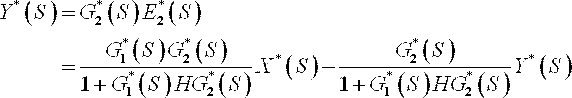 Y*(S) = G₂*(S)E₂*(S)
= G₁*(S)G₂*(S) / 1 + G₁*(S)HG₂*(S) X*(S) − G₂*(S) / 1 + G₁*(S)HG₂*(S) Y*(S)